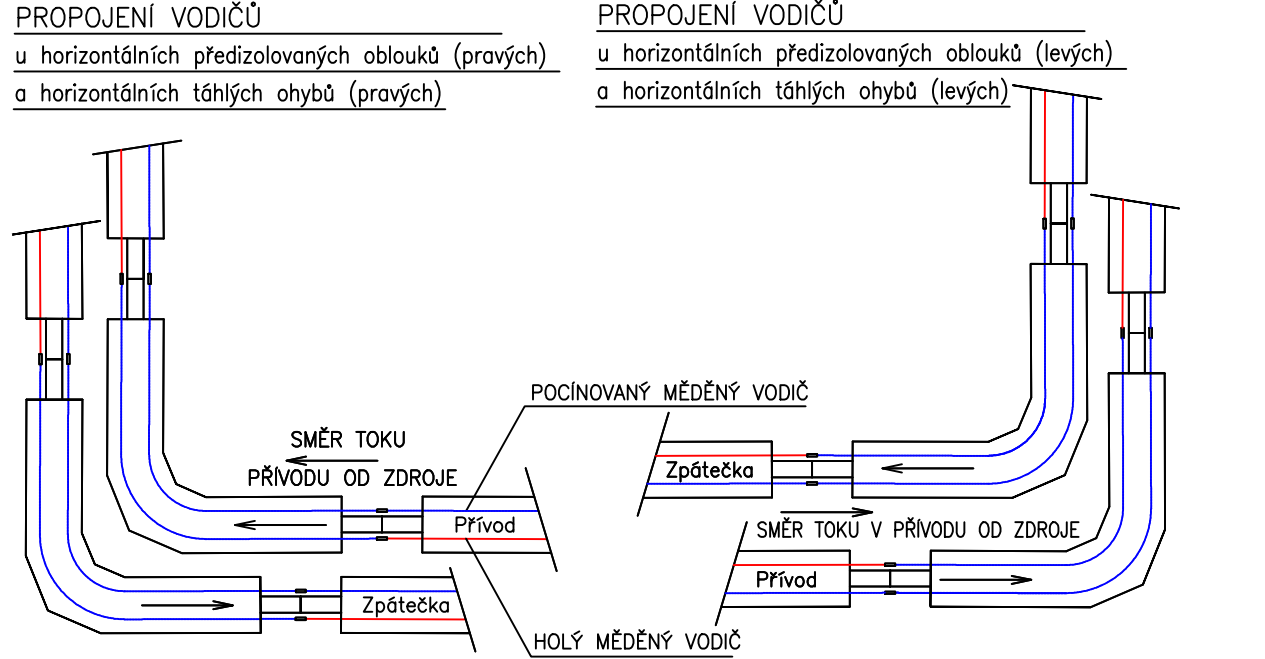 PROPOJENÍ VODIČŮ
u horizontálních předizolovaných oblouků (pravých)
a horizontálních táhlých ohybů (pravých)
PROPOJENÍ VODIČŮ
u horizontálních předizolovaných oblouků (levých)
a horizontálních táhlých ohybů (levých)
POCÍNOVANÝ MĚDĚNÝ VODIČ
SMĚR TOKU
PŘÍVODU OD ZDROJE
Přívod
Zpátečka
HOLÝ MĚDĚNÝ VODIČ
Zpátečka
SMĚR TOKU V PŘÍVODU OD ZDROJE
Přívod